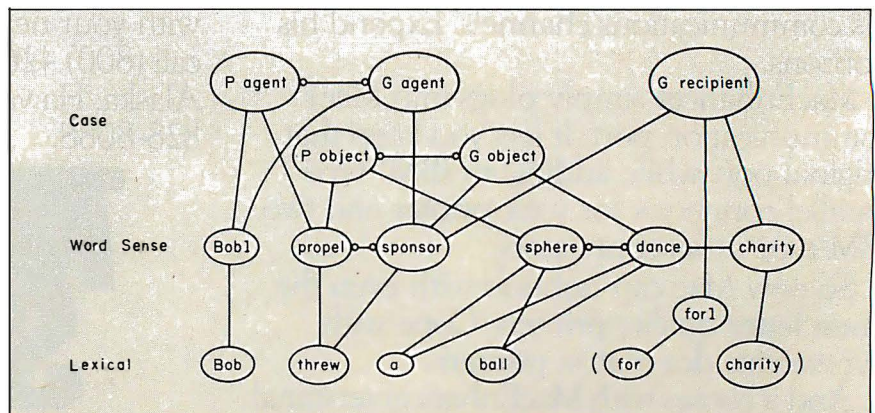 P agent G agent G recipient
Case
P object G object
Word Sense Bob1 propel sponsor sphere dance charity
for1
Lexical Bob threw a ball ( for charity )